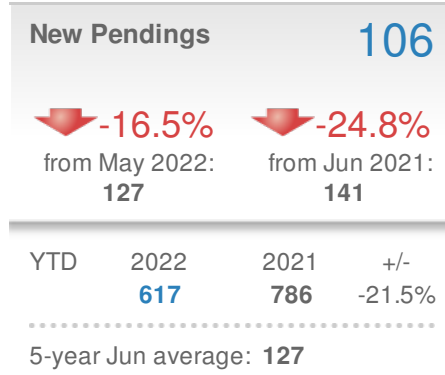 New Pendings 106
-16.5% -24.8%
from May 2022: from Jun 2021:
127 141
YTD 2022 2021 +/-
617 786 -21.5%
5-year Jun average: 127